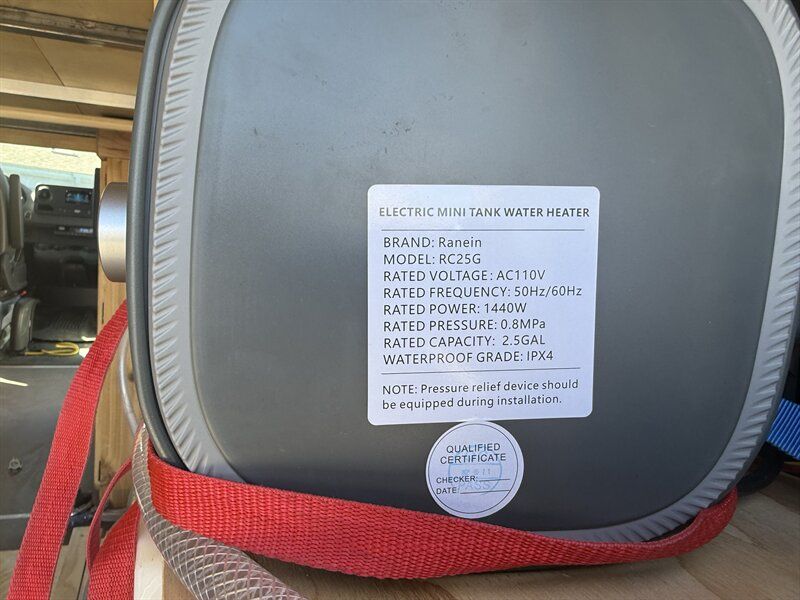 ELECTRIC MINI TANK WATER HEATER
BRAND: Ranein
MODEL: RC25G
RATED VOLTAGE: AC110V
RATED FREQUENCY: 50Hz/60Hz
RATED POWER: 1440W
RATED PRESSURE: 0.8MPa
RATED CAPACITY: 2.5GAL
WATERPROOF GRADE: IPX4
NOTE: Pressure relief device should
be equipped during installation.
QUALIFIED
CERTIFICATE
CHECKER:
DATE
PASS